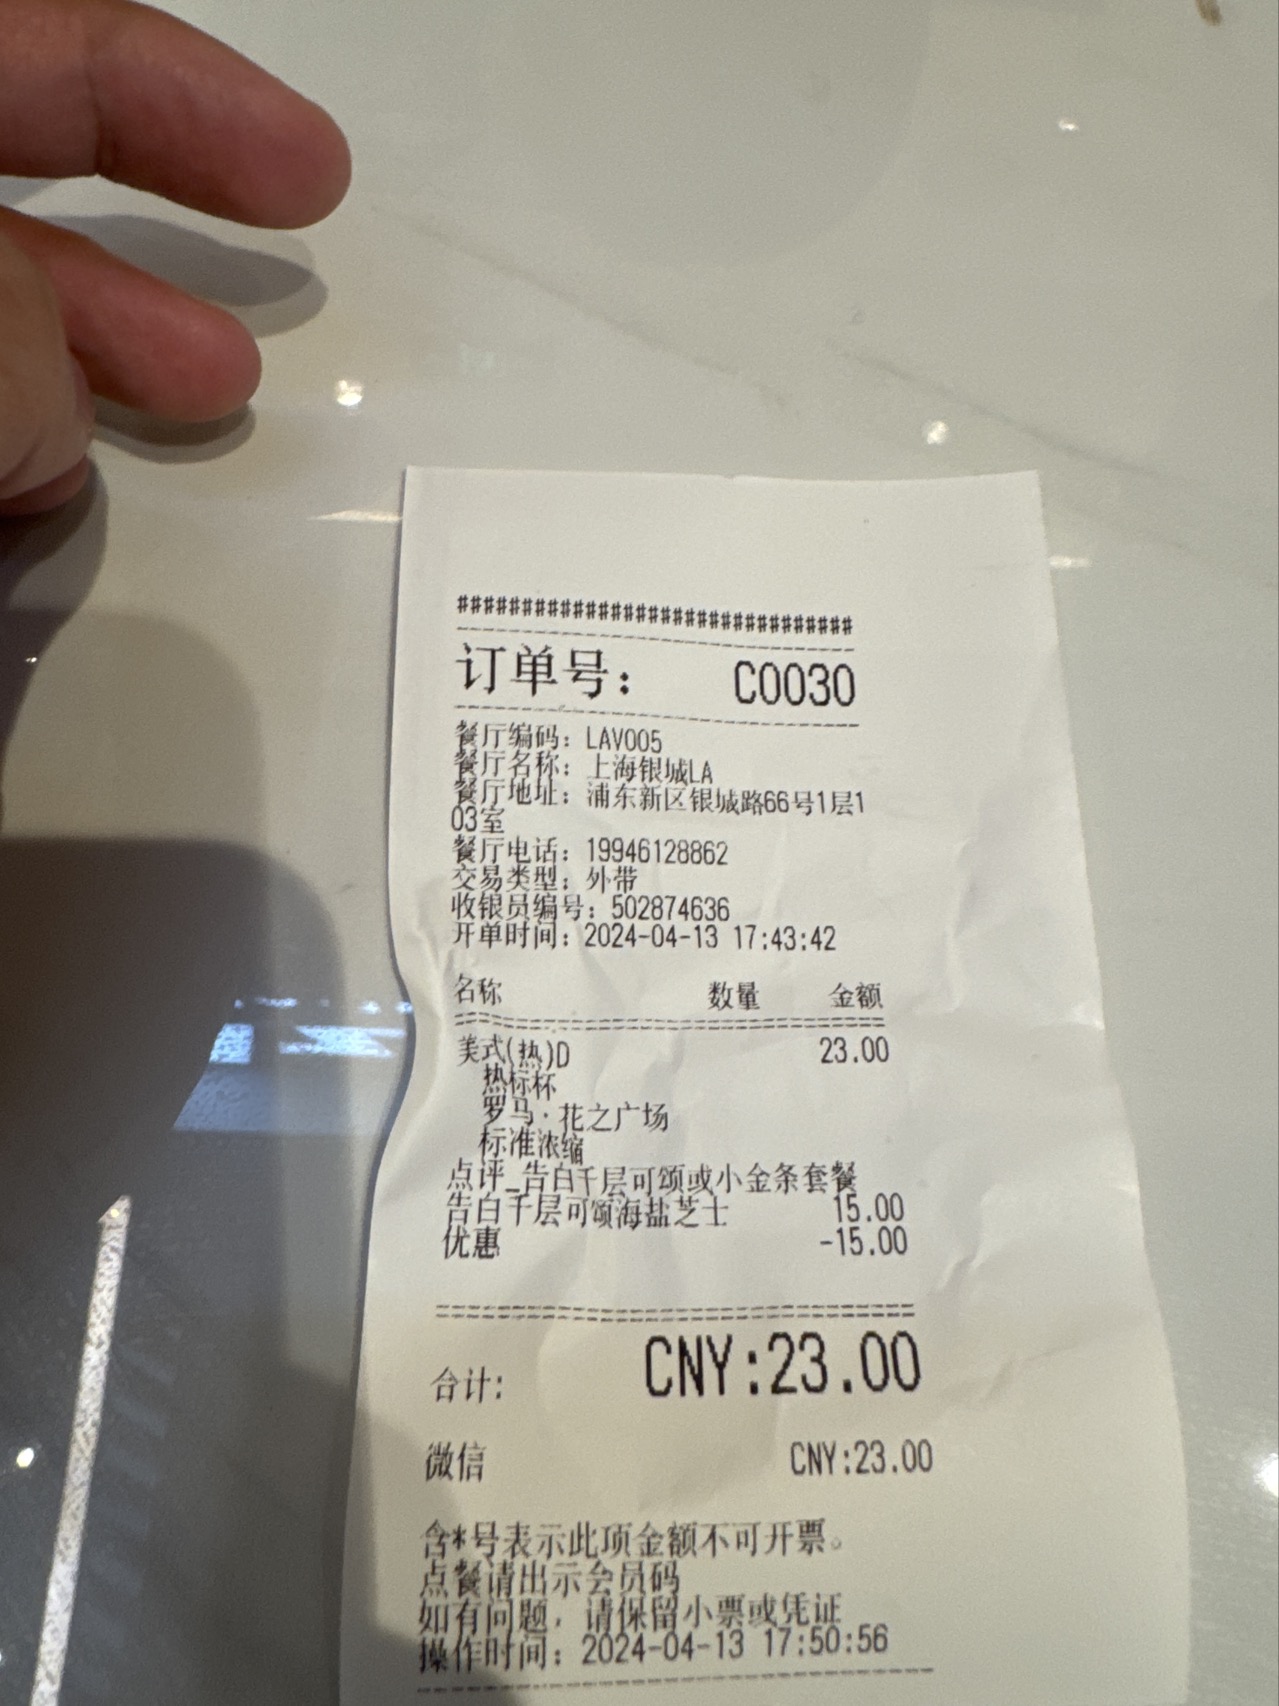 ###############################
订单号: C0030
餐厅编码: LAV005
餐厅名称: 上海银城LA
餐厅地址: 浦东新区银城路66号1层1
03室
餐厅电话: 19946128862
交易类型: 外带
收银员编号: 502874636
开单时间: 2024-04-13 17:43:42
名称 数量 金额
美式(热)D 23.00
热标杯
罗马·花之广场
标准浓缩
点评_告白千层可颂或小金条套餐
告白千层可颂海盐芝士 15.00
优惠 -15.00
合计: CNY:23.00
微信 CNY:23.00
含*号表示此项金额不可开票。
点餐请出示会员码
如有问题，请保留小票或凭证
操作时间: 2024-04-13 17:50:56